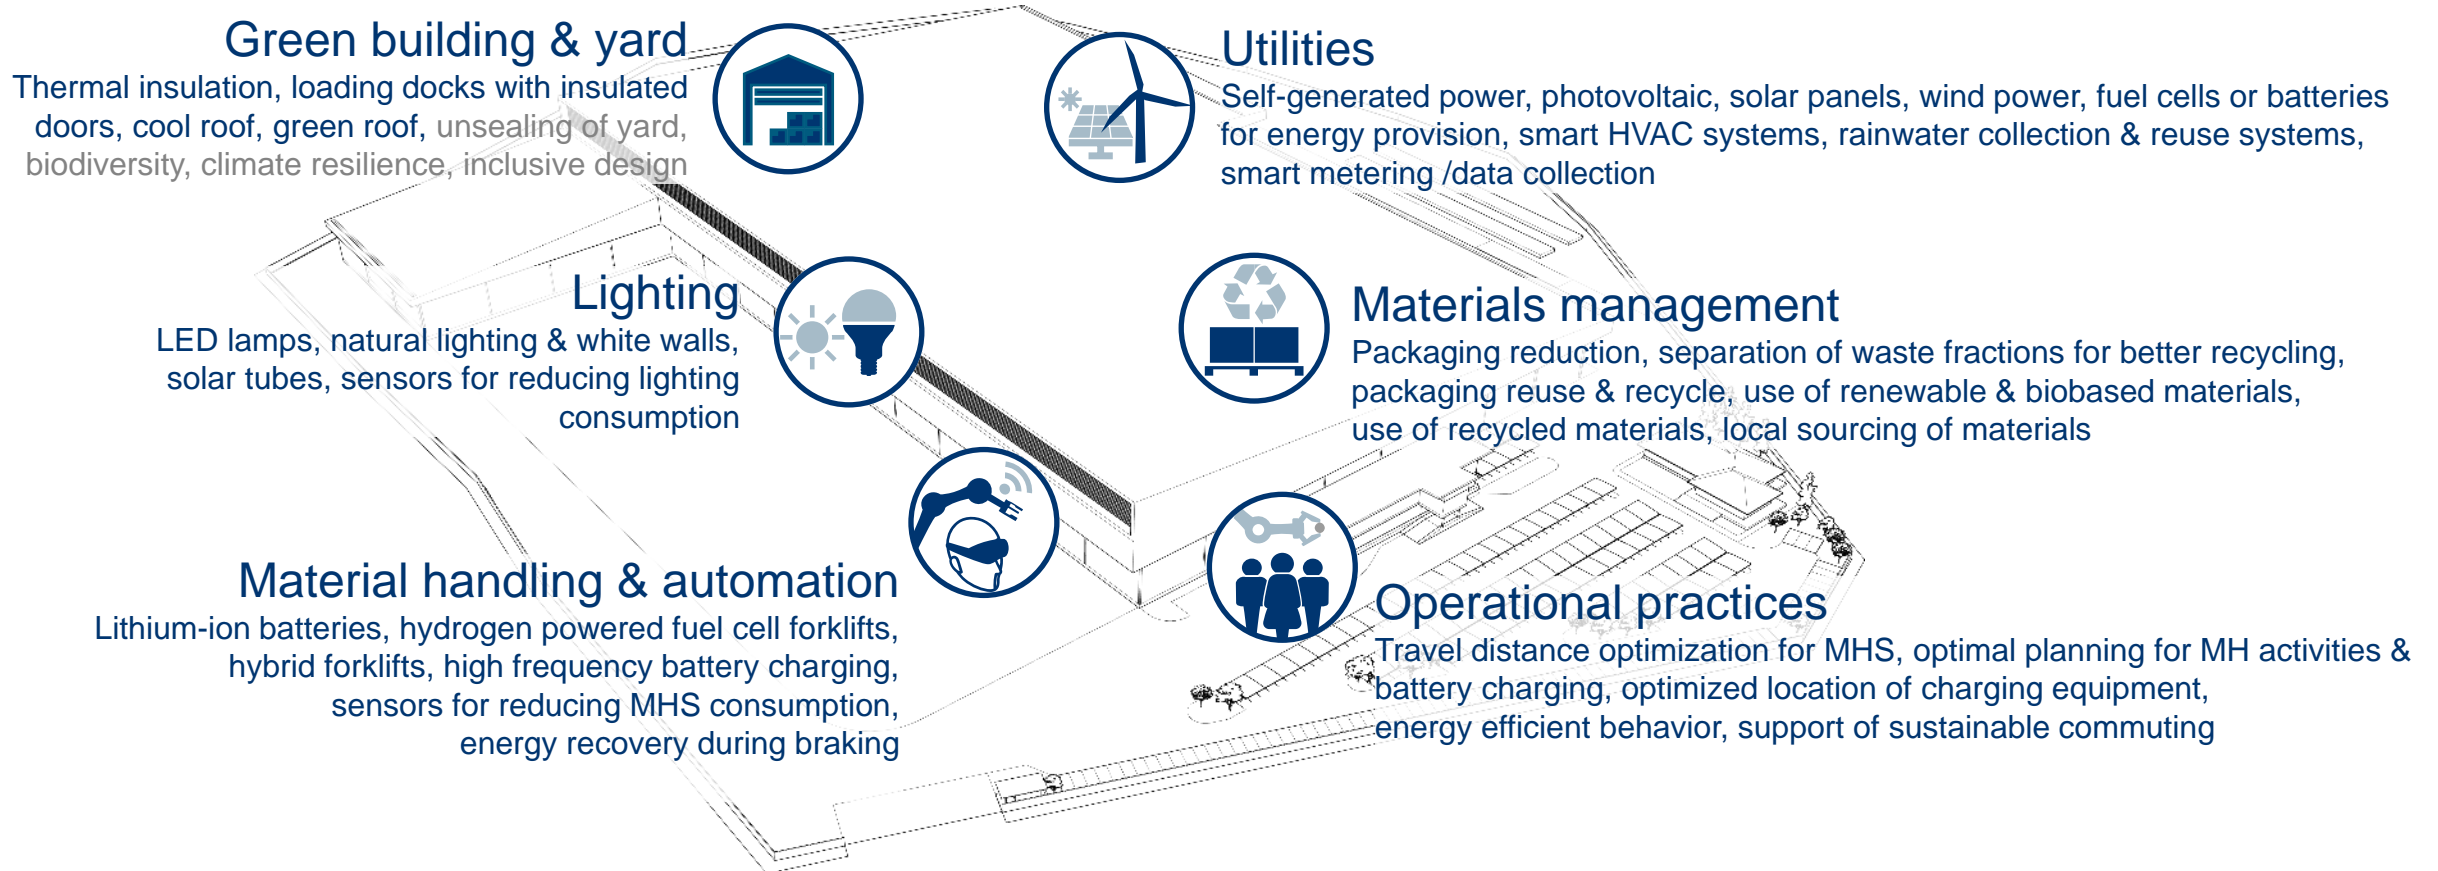 Green building & yard
Thermal insulation, loading docks with insulated
doors, cool roof, green roof, unsealing of yard,
biodiversity, climate resilience, inclusive design
Utilities
Self-generated power, photovoltaic, solar panels, wind power, fuel cells or batteries
for energy provision, smart HVAC systems, rainwater collection & reuse systems,
smart metering /data collection
Lighting
LED lamps, natural lighting & white walls,
solar tubes, sensors for reducing lighting
consumption
Materials management
Packaging reduction, separation of waste fractions for better recycling,
packaging reuse & recycle, use of renewable & biobased materials,
use of recycled materials, local sourcing of materials
Material handling & automation
Lithium-ion batteries, hydrogen powered fuel cell forklifts,
hybrid forklifts, high frequency battery charging,
sensors for reducing MHS consumption,
energy recovery during braking
Operational practices
Travel distance optimization for MHS, optimal planning for MH activities &
battery charging, optimized location of charging equipment,
energy efficient behavior, support of sustainable commuting